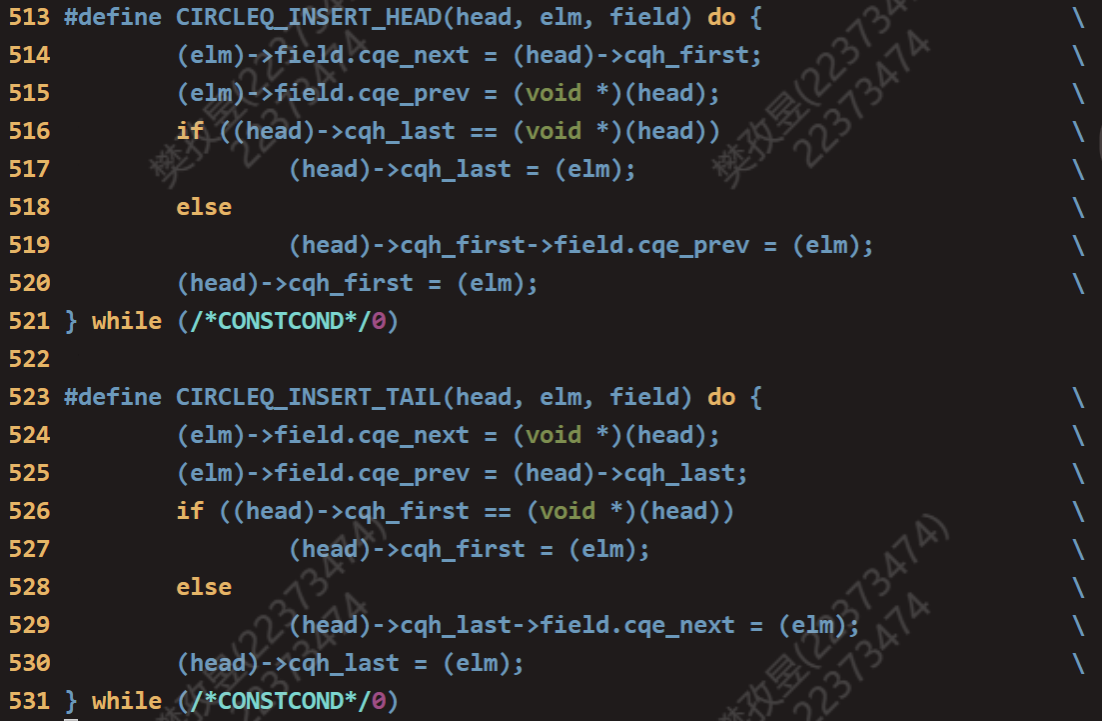 513 #define CIRCLEQ_INSERT_HEAD(head, elm, field) do { \
514 (elm)->field.cqe_next = (head)->cqh_first; \
515 (elm)->field.cqe_prev = (void *)(head); \
516 if ((head)->cqh_last == (void *)(head)) \
517 (head)->cqh_last = (elm); \
518 else \
519 (head)->cqh_first->field.cqe_prev = (elm); \
520 (head)->cqh_first = (elm); \
521 } while (/*CONSTCOND*/0)
522
523 #define CIRCLEQ_INSERT_TAIL(head, elm, field) do { \
524 (elm)->field.cqe_next = (void *)(head); \
525 (elm)->field.cqe_prev = (head)->cqh_last; \
526 if ((head)->cqh_first == (void *)(head)) \
527 (head)->cqh_first = (elm); \
528 else \
529 (head)->cqh_last->field.cqe_next = (elm); \
530 (head)->cqh_last = (elm); \
531 } while (/*CONSTCOND*/0)
樊孜昱(22373474)
22373474
樊孜昱(22373474)
22373474
樊孜昱(22373474)
22373474
樊孜昱(22373474)
22373474